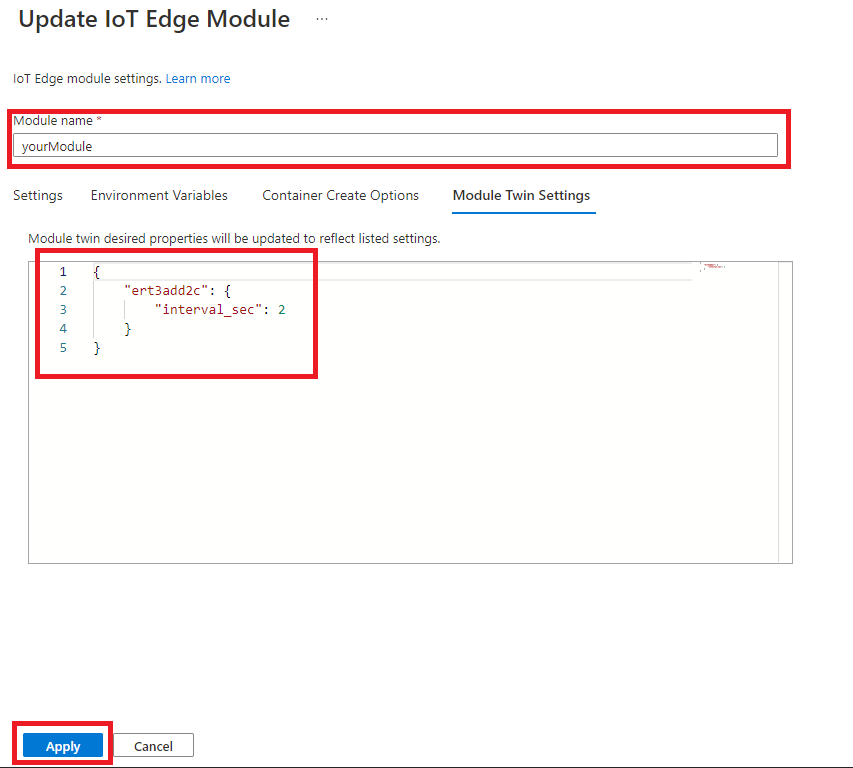 Update IoT Edge Module ...
IoT Edge module settings. Learn more
Module name *
yourModule
Settings Environment Variables Container Create Options Module Twin Settings
Module twin desired properties will be updated to reflect listed settings.
1 {
2 "ert3add2c": {
3 "interval_sec": 2
4 }
5 }
Apply Cancel